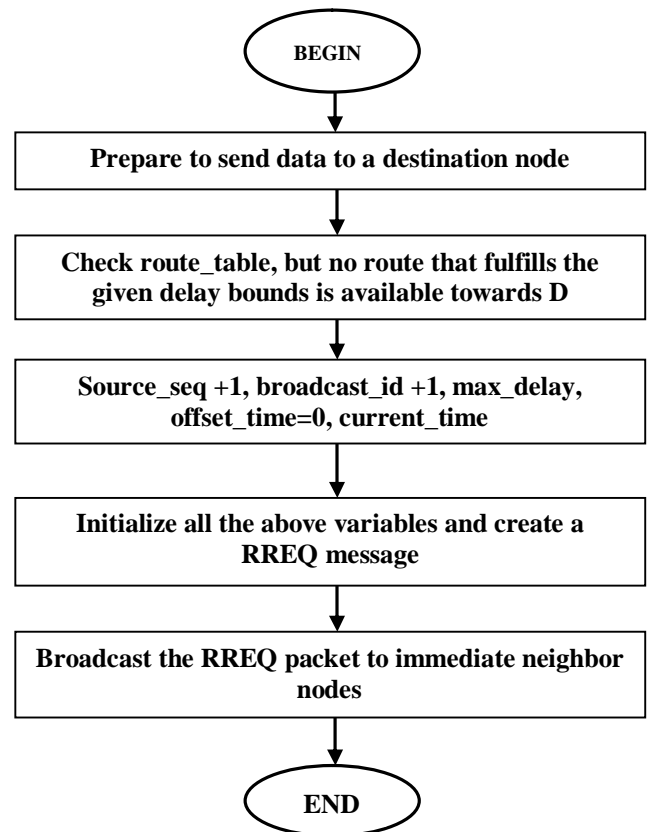 BEGIN
Prepare to send data to a destination node
Check route_table, but no route that fulfills the
given delay bounds is available towards D
Source_seq +1, broadcast_id +1, max_delay,
offset_time=0, current_time
Initialize all the above variables and create a
RREQ message
Broadcast the RREQ packet to immediate neighbor
nodes
END